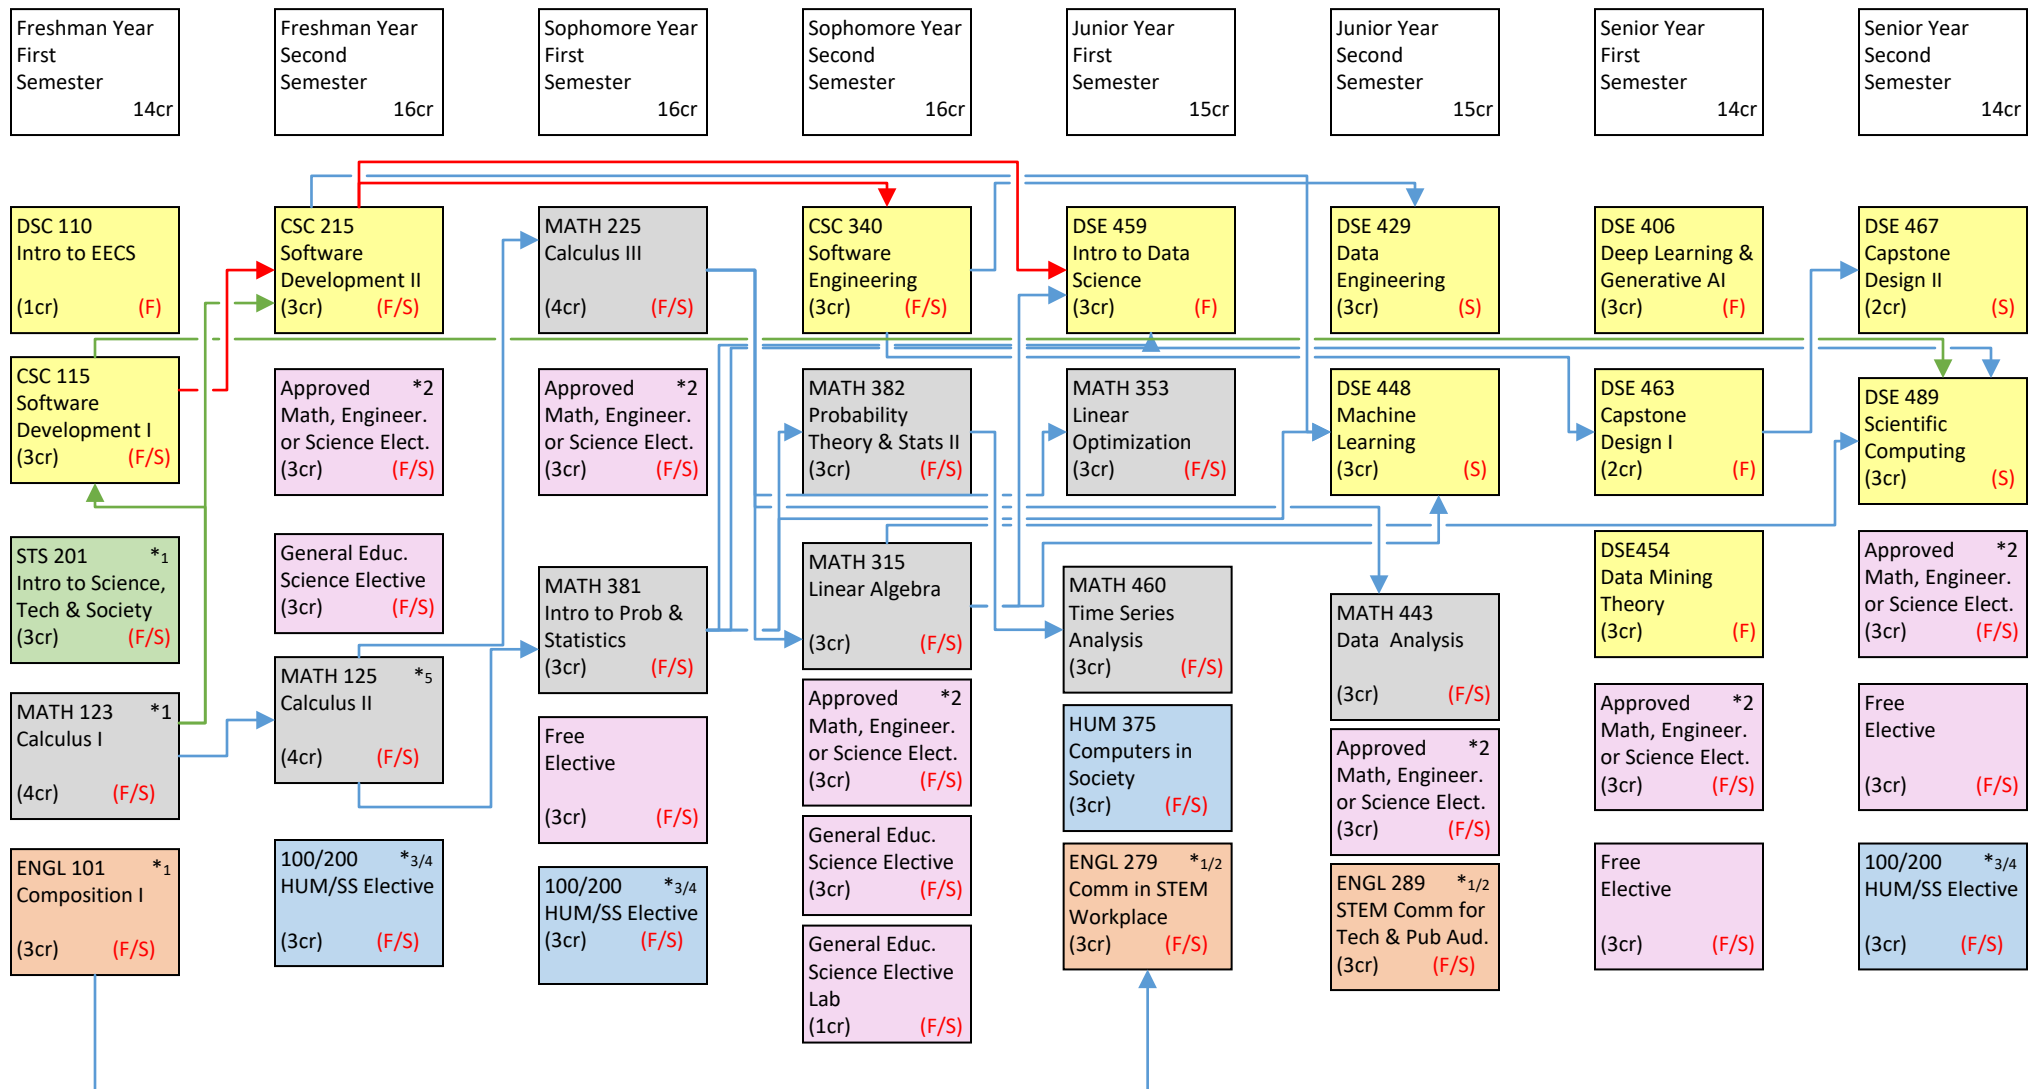 Freshman Year
First
Semester
14cr
Freshman Year
Second
Semester
16cr
Sophomore Year
First
Semester
16cr
Sophomore Year
Second
Semester
16cr
Junior Year
First
Semester
15cr
Junior Year
Second
Semester
15cr
Senior Year
First
Semester
14cr
Senior Year
Second
Semester
14cr
DSC 110
Intro to EECS
(1cr) (F)
CSC 115
Software
Development I
(3cr) (F/S)
STS 201 *1
Intro to Science,
Tech & Society
(3cr) (F/S)
MATH 123 *1
Calculus I
(4cr) (F/S)
ENGL 101 *1
Composition I
(3cr) (F/S)
CSC 215
Software
Development II
(3cr) (F/S)
Approved *2
Math, Engineer.
or Science Elect.
(3cr) (F/S)
General Educ.
Science Elective
(3cr) (F/S)
MATH 125 *5
Calculus II
(4cr) (F/S)
100/200 *3/4
HUM/SS Elective
(3cr) (F/S)
MATH 225
Calculus III
(4cr) (F/S)
Approved *2
Math, Engineer.
or Science Elect.
(3cr) (F/S)
MATH 381
Intro to Prob &
Statistics
(3cr) (F/S)
Free
Elective
(3cr) (F/S)
100/200 *3/4
HUM/SS Elective
(3cr) (F/S)
CSC 340
Software
Engineering
(3cr) (F/S)
MATH 382
Probability
Theory & Stats II
(3cr) (F/S)
MATH 315
Linear Algebra
(3cr) (F/S)
Approved *2
Math, Engineer.
or Science Elect.
(3cr) (F/S)
General Educ.
Science Elective
(3cr) (F/S)
General Educ.
Science Elective
Lab
(1cr) (F/S)
DSE 459
Intro to Data
Science
(3cr) (F)
MATH 353
Linear
Optimization
(3cr) (F/S)
MATH 460
Time Series
Analysis
(3cr) (F/S)
HUM 375
Computers in
Society
(3cr) (F/S)
ENGL 279 *1/2
Comm in STEM
Workplace
(3cr) (F/S)
DSE 429
Data
Engineering
(3cr) (S)
DSE 448
Machine
Learning
(3cr) (S)
MATH 443
Data Analysis
(3cr) (F/S)
Approved *2
Math, Engineer.
or Science Elect.
(3cr) (F/S)
ENGL 289 *1/2
STEM Comm for
Tech & Pub Aud.
(3cr) (F/S)
DSE 406
Deep Learning &
Generative AI
(3cr) (F)
DSE 463
Capstone
Design I
(2cr) (F)
DSE454
Data Mining
Theory
(3cr) (F)
Approved *2
Math, Engineer.
or Science Elect.
(3cr) (F/S)
Free
Elective
(3cr) (F/S)
DSE 467
Capstone
Design II
(2cr) (S)
DSE 489
Scientific
Computing
(3cr) (S)
Approved *2
Math, Engineer.
or Science Elect.
(3cr) (F/S)
Free
Elective
(3cr) (F/S)
100/200 *3/4
HUM/SS Elective
(3cr) (F/S)